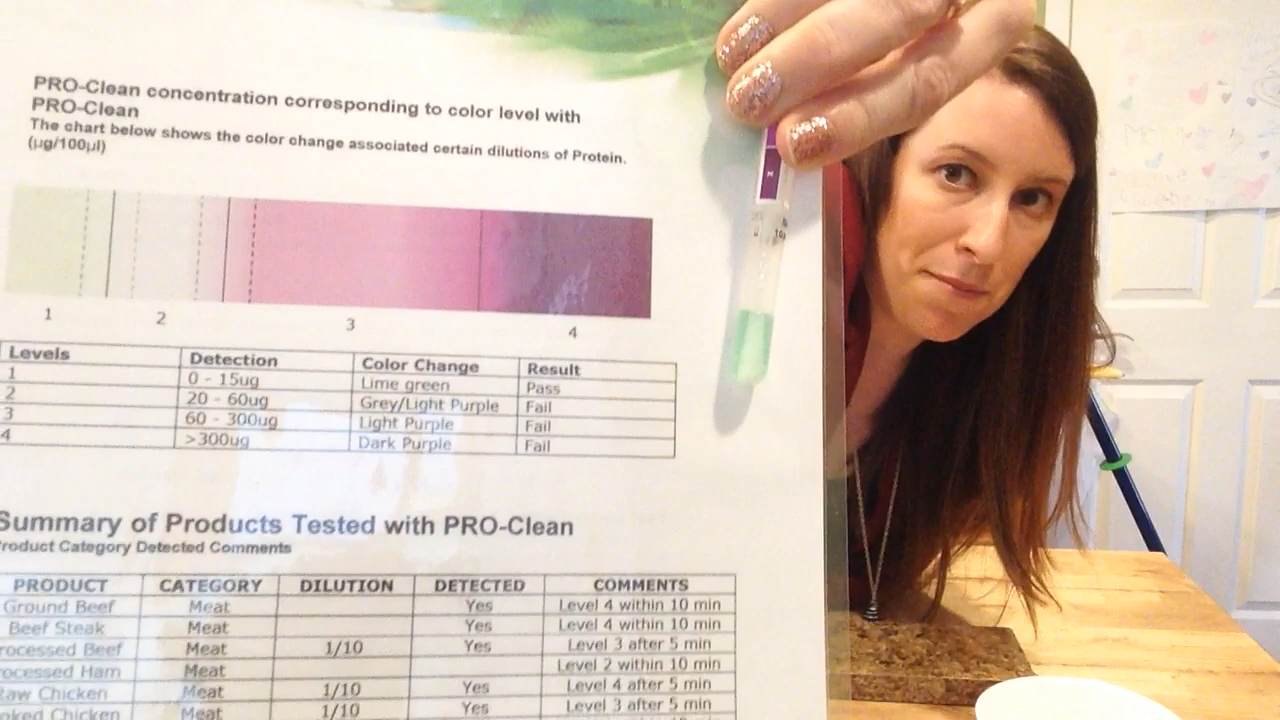 PRO-Clean concentration corresponding to color level with
PRO-Clean
The chart below shows the color change associated certain dilutions of Protein.
(µg/100µl)
1 2 3 4
Levels Detection Color Change Result
1 0 - 15ug Lime green Pass
2 20 - 60ug Grey/Light Purple Fail
3 60 - 300ug Light Purple Fail
4 >300ug Dark Purple Fail
Summary of Products Tested with PRO-Clean
roduct Category Detected Comments
PRODUCT CATEGORY DILUTION DETECTED COMMENTS
Ground Beef Meat Yes Level 4 within 10 min
Beef Steak Meat Yes Level 4 within 10 min
rocessed Beef Meat 1/10 Yes Level 3 after 5 min
ocessed Ham Meat Level 2 within 10 min
Raw Chicken Meat 1/10 Yes Level 4 after 5 min
oked Chicken Meat 1/10 Yes Level 3 after 5 min